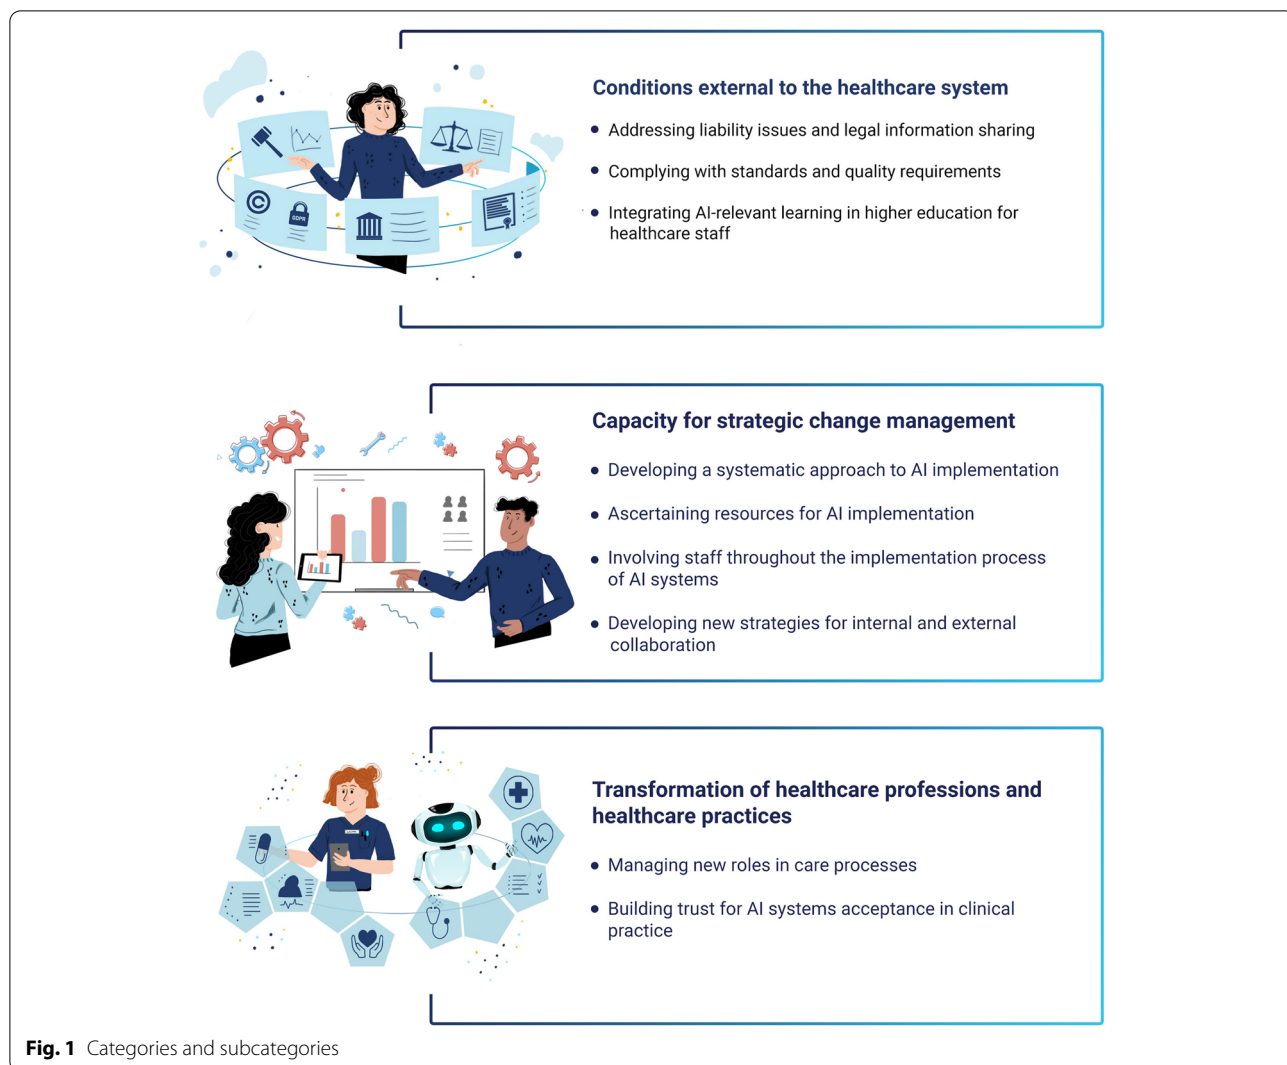 Conditions external to the healthcare system
• Addressing liability issues and legal information sharing
• Complying with standards and quality requirements
• Integrating AI-relevant learning in higher education for
healthcare staff
©
GDPR
Capacity for strategic change management
• Developing a systematic approach to AI implementation
• Ascertaining resources for AI implementation
• Involving staff throughout the implementation process
of AI systems
• Developing new strategies for internal and external
collaboration
Transformation of healthcare professions and
healthcare practices
• Managing new roles in care processes
• Building trust for AI systems acceptance in clinical
practice
Fig. 1 Categories and subcategories